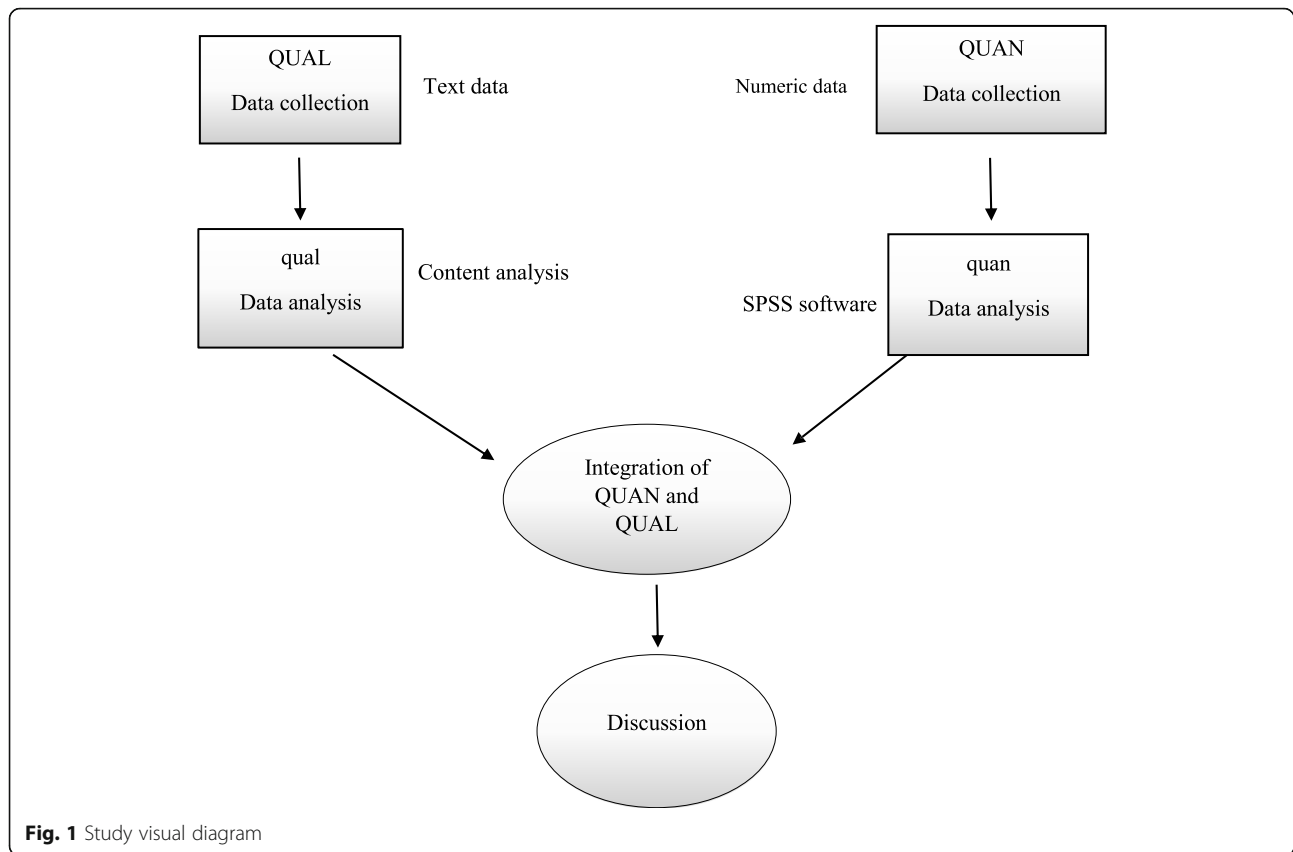 QUAL
Data collection
Text data
Numeric data
QUAN
Data collection
qual
Data analysis
Content analysis
SPSS software
quan
Data analysis
Integration of
QUAN and
QUAL
Discussion
Fig. 1 Study visual diagram